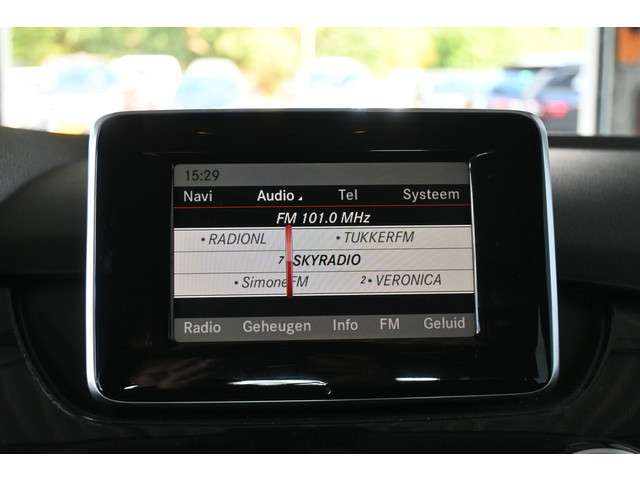 15:29
Navi Audio Tel Systeem
FM 101.0 MHz
• RADIONL • TUKKERFM
7 SKYRADIO
• SimoneFM 2• VERONICA
Radio Geheugen Info FM Geluid